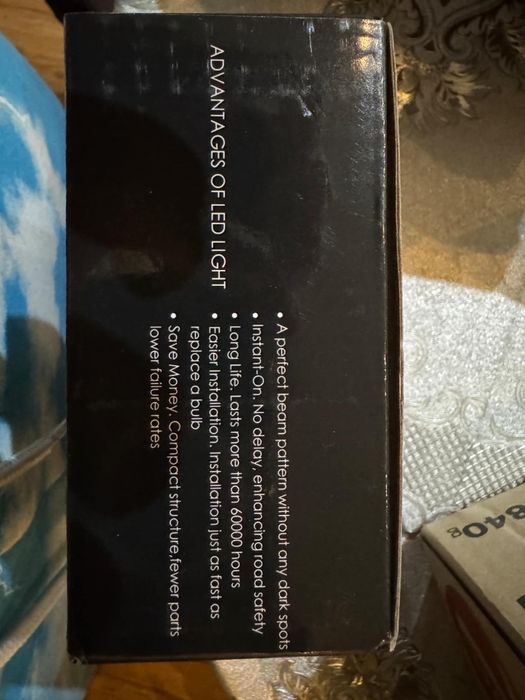 ADVANTAGES OF LED LIGHT
• A perfect beam pattern without any dark spots
• Instant-On. No delay, enhancing road safety
• Long Life. Lasts more than 60000 hours
• Easier Installation. Installation just as fast as
replace a bulb
• Save Money. Compact structure,fewer parts
lower failure rates